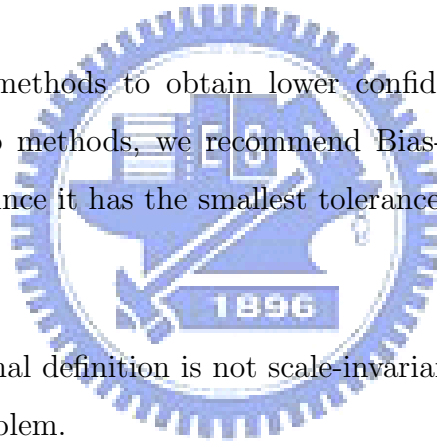 methods to obtain lower confid
methods, we recommend Bias-
nce it has the smallest tolerance
1896
nal definition is not scale-invarian
olem.